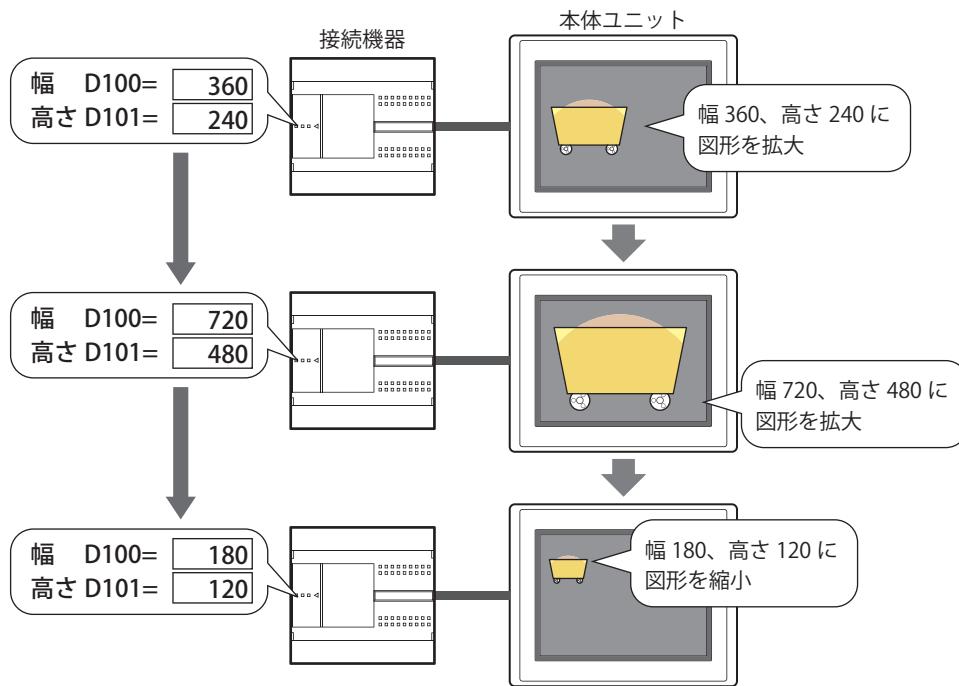 接続機器
本体ユニット
幅 D100= 360
高さ D101= 240
幅 360、高さ 240 に
図形を拡大
幅 D100= 720
高さ D101= 480
幅 720、高さ 480 に
図形を拡大
幅 D100= 180
高さ D101= 120
幅 180、高さ 120 に
図形を縮小